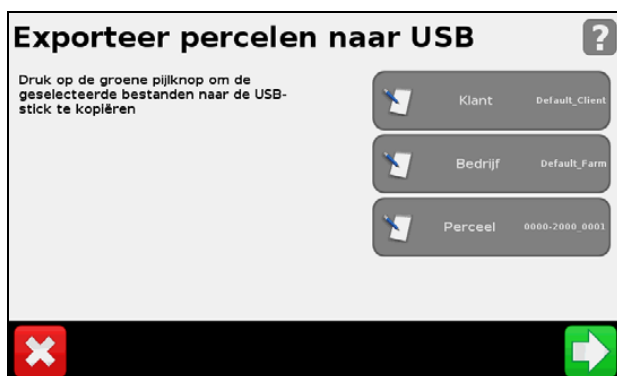 Exporteer percelen naar USB
?
Druk op de groene pijlknop om de
geselecteerde bestanden naar de USB-
stick te kopiëren
Klant Default_Client
Bedrijf Default_Farm
Perceel 0000-2000_0001